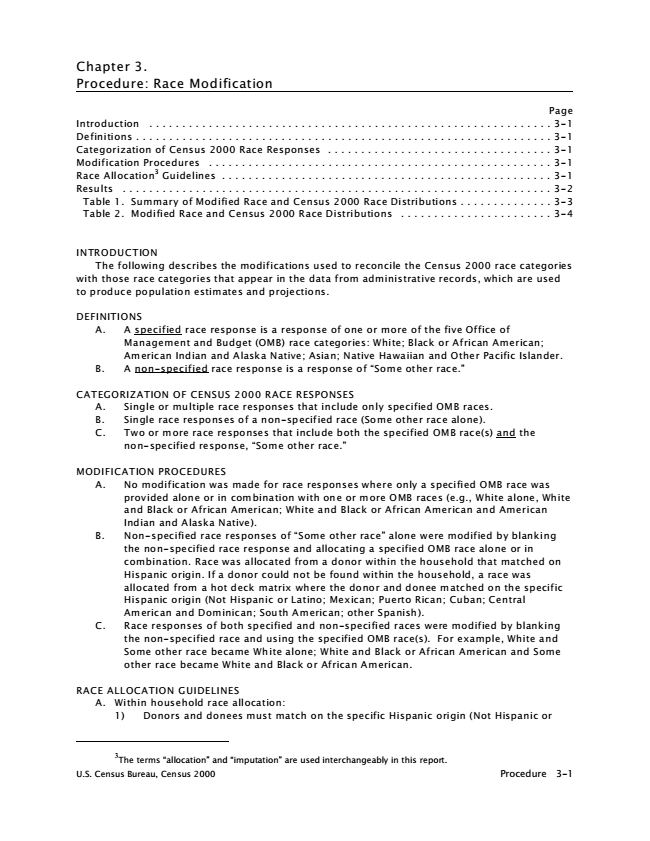 Chapter 3.
Procedure: Race Modification
Page
Introduction . . . . . . . . . . . . . . . . . . . . . . . . . . . . . . . . . . . . . . . . . . . . . . . . . . . . . . . . . . . . . 3-1
Definitions . . . . . . . . . . . . . . . . . . . . . . . . . . . . . . . . . . . . . . . . . . . . . . . . . . . . . . . . . . . . . . . 3-1
Categorization of Census 2000 Race Responses . . . . . . . . . . . . . . . . . . . . . . . . . . . . . . . . . . 3-1
Modification Procedures . . . . . . . . . . . . . . . . . . . . . . . . . . . . . . . . . . . . . . . . . . . . . . . . . . . . 3-1
Race Allocation³ Guidelines . . . . . . . . . . . . . . . . . . . . . . . . . . . . . . . . . . . . . . . . . . . . . . . . . . 3-1
Results . . . . . . . . . . . . . . . . . . . . . . . . . . . . . . . . . . . . . . . . . . . . . . . . . . . . . . . . . . . . . . . . . 3-2
Table 1. Summary of Modified Race and Census 2000 Race Distributions . . . . . . . . . . . . . . 3-3
Table 2. Modified Race and Census 2000 Race Distributions . . . . . . . . . . . . . . . . . . . . . . . 3-4
INTRODUCTION
The following describes the modifications used to reconcile the Census 2000 race categories
with those race categories that appear in the data from administrative records, which are used
to produce population estimates and projections.
DEFINITIONS
A. A specified race response is a response of one or more of the five Office of
Management and Budget (OMB) race categories: White; Black or African American;
American Indian and Alaska Native; Asian; Native Hawaiian and Other Pacific Islander.
B. A non-specified race response is a response of “Some other race.”
CATEGORIZATION OF CENSUS 2000 RACE RESPONSES
A. Single or multiple race responses that include only specified OMB races.
B. Single race responses of a non-specified race (Some other race alone).
C. Two or more race responses that include both the specified OMB race(s) and the
non-specified response, “Some other race.”
MODIFICATION PROCEDURES
A. No modification was made for race responses where only a specified OMB race was
provided alone or in combination with one or more OMB races (e.g., White alone, White
and Black or African American; White and Black or African American and American
Indian and Alaska Native).
B. Non-specified race responses of “Some other race” alone were modified by blanking
the non-specified race response and allocating a specified OMB race alone or in
combination. Race was allocated from a donor within the household that matched on
Hispanic origin. If a donor could not be found within the household, a race was
allocated from a hot deck matrix where the donor and donee matched on the specific
Hispanic origin (Not Hispanic or Latino; Mexican; Puerto Rican; Cuban; Central
American and Dominican; South American; other Spanish).
C. Race responses of both specified and non-specified races were modified by blanking
the non-specified race and using the specified OMB race(s). For example, White and
Some other race became White alone; White and Black or African American and Some
other race became White and Black or African American.
RACE ALLOCATION GUIDELINES
A. Within household race allocation:
1) Donors and donees must match on the specific Hispanic origin (Not Hispanic or
³The terms “allocation” and “imputation” are used interchangeably in this report.
U.S. Census Bureau, Census 2000 Procedure 3-1